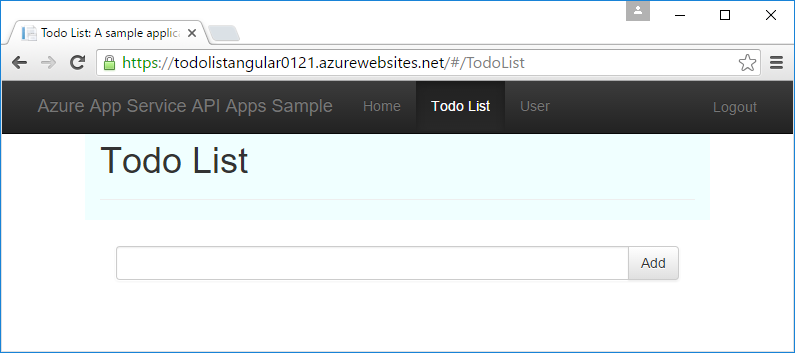 Todo List: A sample applica
https://todolistangular0121.azurewebsites.net/#/TodoList
Azure App Service API Apps Sample Home Todo List User Logout
Todo List
Add